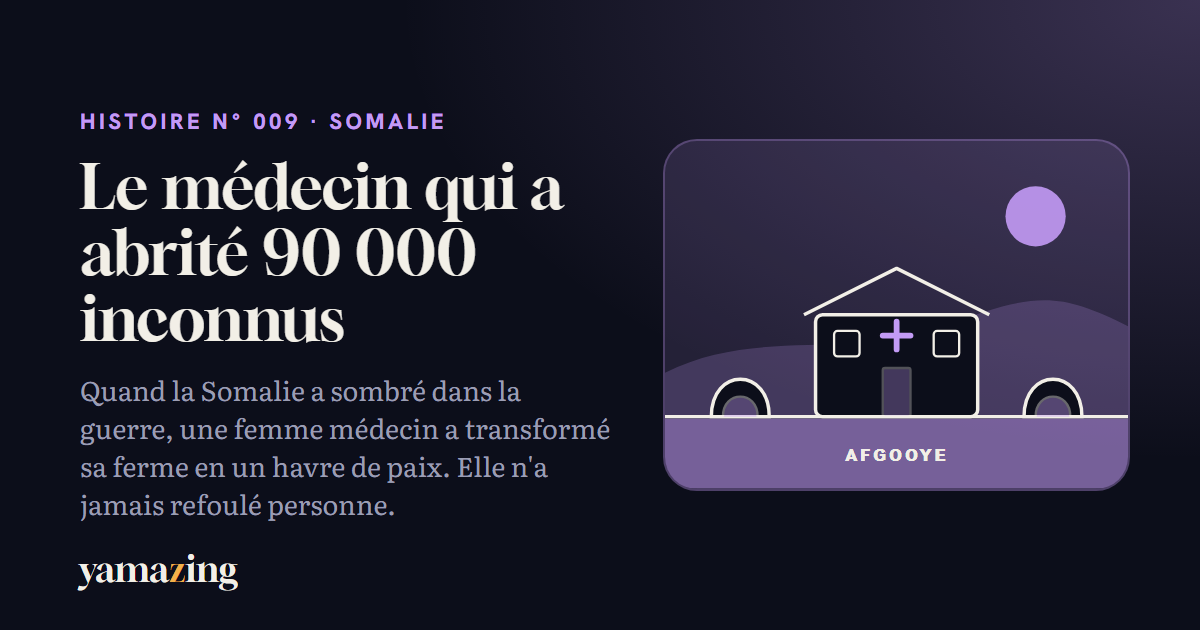 HISTOIRE N° 009 · SOMALIE
Le médecin qui a
abrité 90 000
inconnus
Quand la Somalie a sombré dans la
guerre, une femme médecin a transformé
sa ferme en un havre de paix. Elle n'a
jamais refoulé personne.
AFGOOYE
yamazing